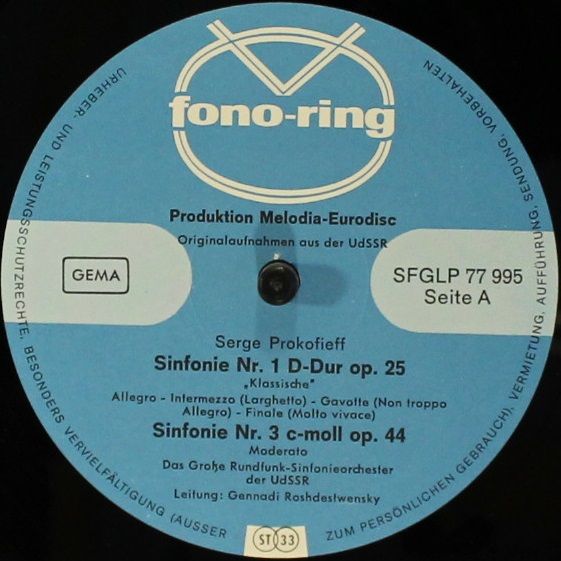 fono-ring
Produktion Melodia-Eurodisc
Originalaufnahmen aus der UdSSR
GEMA
SFGLP 77 995
Seite A
Serge Prokofieff
Sinfonie Nr. 1 D-Dur op. 25
„Klassische"
Allegro - Intermezzo (Larghetto) - Gavotte (Non troppo
Allegro) - Finale (Molto vivace)
Sinfonie Nr. 3 c-moll op. 44
Moderato
Das Große Rundfunk-Sinfonieorchester
der UdSSR
Leitung: Gennadi Roshdestwensky
ST 33
URHEBER- UND LEISTUNGSSCHUTZRECHTE, BESONDERS VERVIELFÄLTIGUNG (AUSSER ZUM PERSÖNLICHEN GEBRAUCH), VERMIETUNG, AUFFÜHRUNG, SENDUNG, VORBEHALTEN